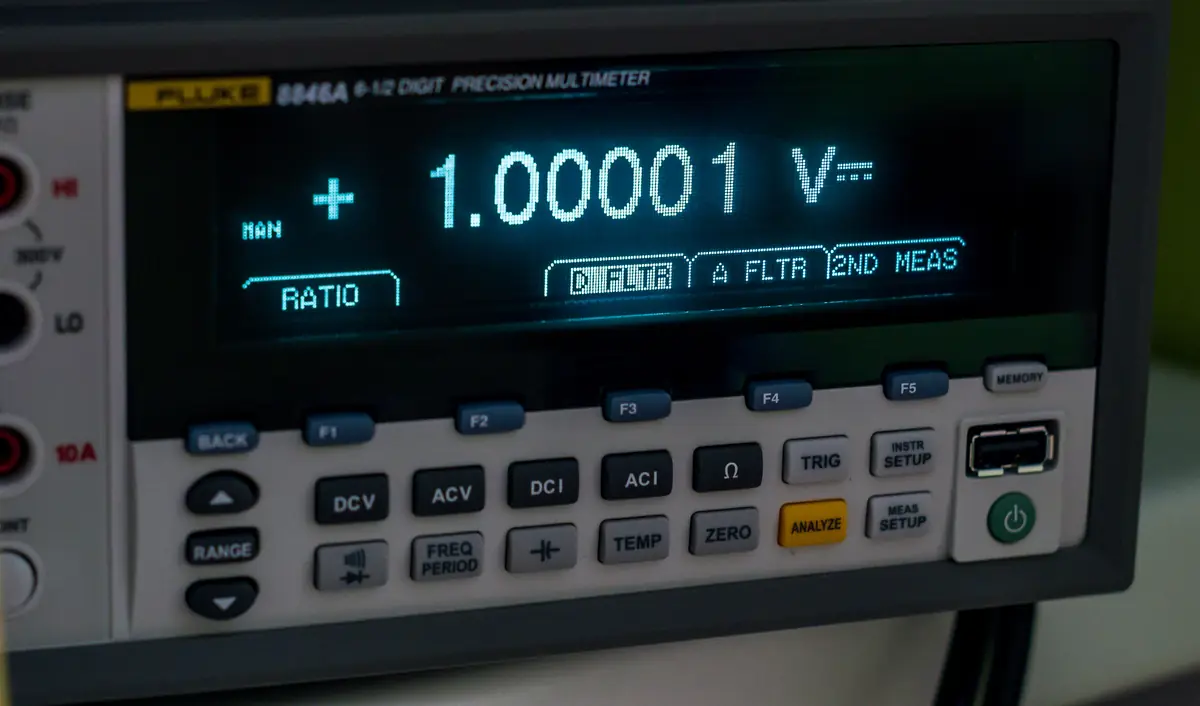 FLUKE 8846A 6-1/2 DIGIT PRECISION MULTIMETER
HI
300V
LO
10A
MAN + 1.00001 V
RATIO D FLTR A FLTR 2ND MEAS
BACK F1 F2 F3 F4 F5 MEMORY
DCV ACV DCI ACI Ω TRIG INSTR SETUP
RANGE FREQ PERIOD TEMP ZERO ANALYZE MEAS SETUP